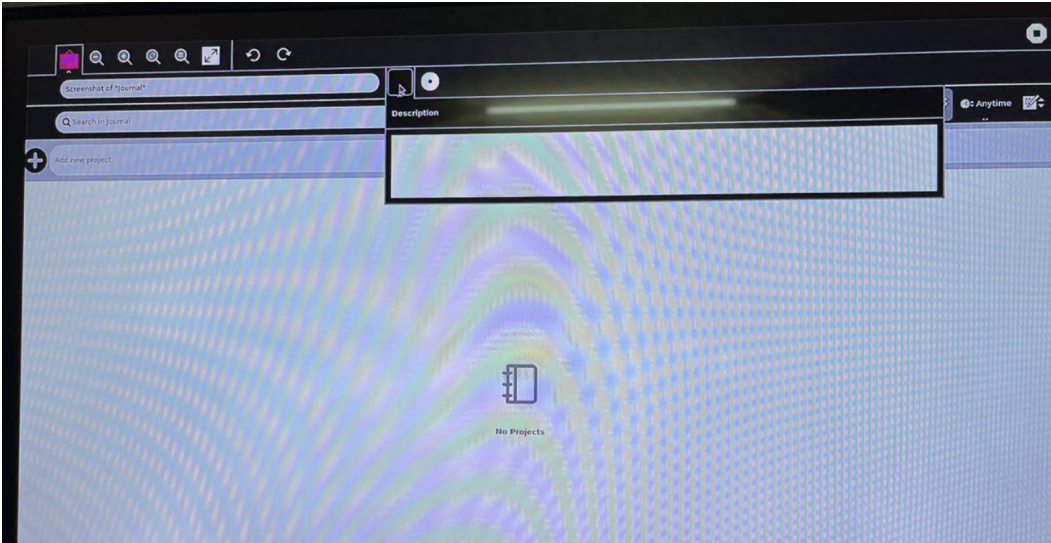 Screenshot of "Journal"
Description
Search in Journal
Anytime
Add new project
No Projects